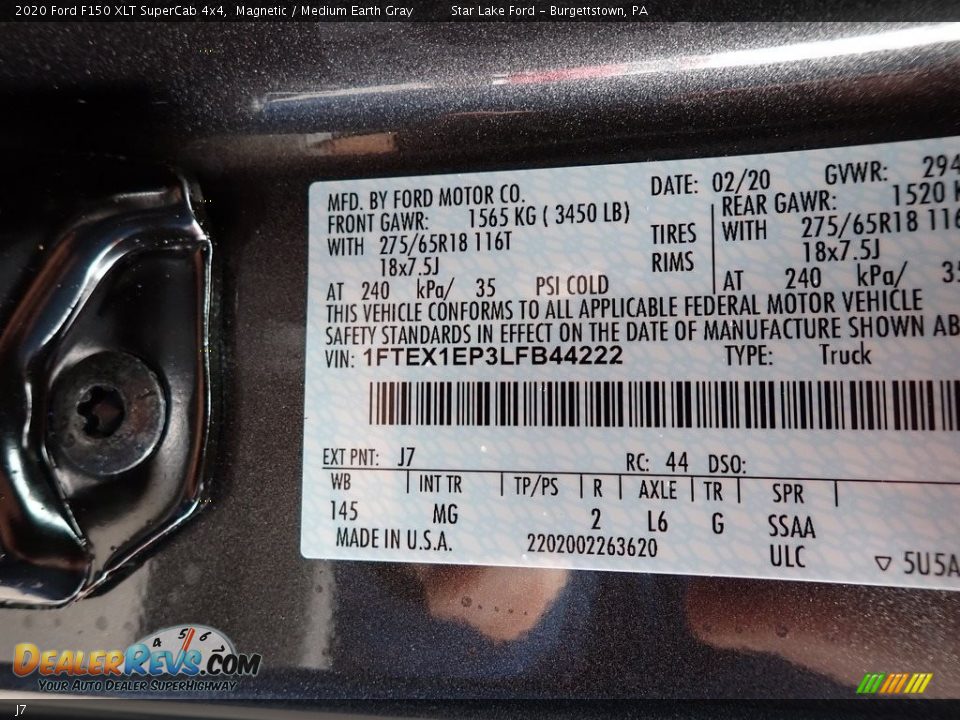 2020 Ford F150 XLT SuperCab 4x4, Magnetic / Medium Earth Gray Star Lake Ford - Burgettstown, PA
MFD. BY FORD MOTOR CO. DATE: 02/20 GVWR: 294
FRONT GAWR: 1565 KG ( 3450 LB) REAR GAWR: 1520 K
WITH 275/65R18 116T TIRES WITH 275/65R18 116
18x7.5J RIMS 18x7.5J
AT 240 kPa/ 35 PSI COLD AT 240 kPa/ 35
THIS VEHICLE CONFORMS TO ALL APPLICABLE FEDERAL MOTOR VEHICLE
SAFETY STANDARDS IN EFFECT ON THE DATE OF MANUFACTURE SHOWN AB
VIN: 1FTEX1EP3LFB44222 TYPE: Truck
EXT PNT: J7 RC: 44 DSO:
WB INT TR TP/PS R AXLE TR SPR
145 MG 2 L6 G SSAA
MADE IN U.S.A. 2202002263620 ULC ▽ 5U5A
4 5 6
DEALERREVS.COM
YOUR AUTO DEALER SUPERHIGHWAY
J7